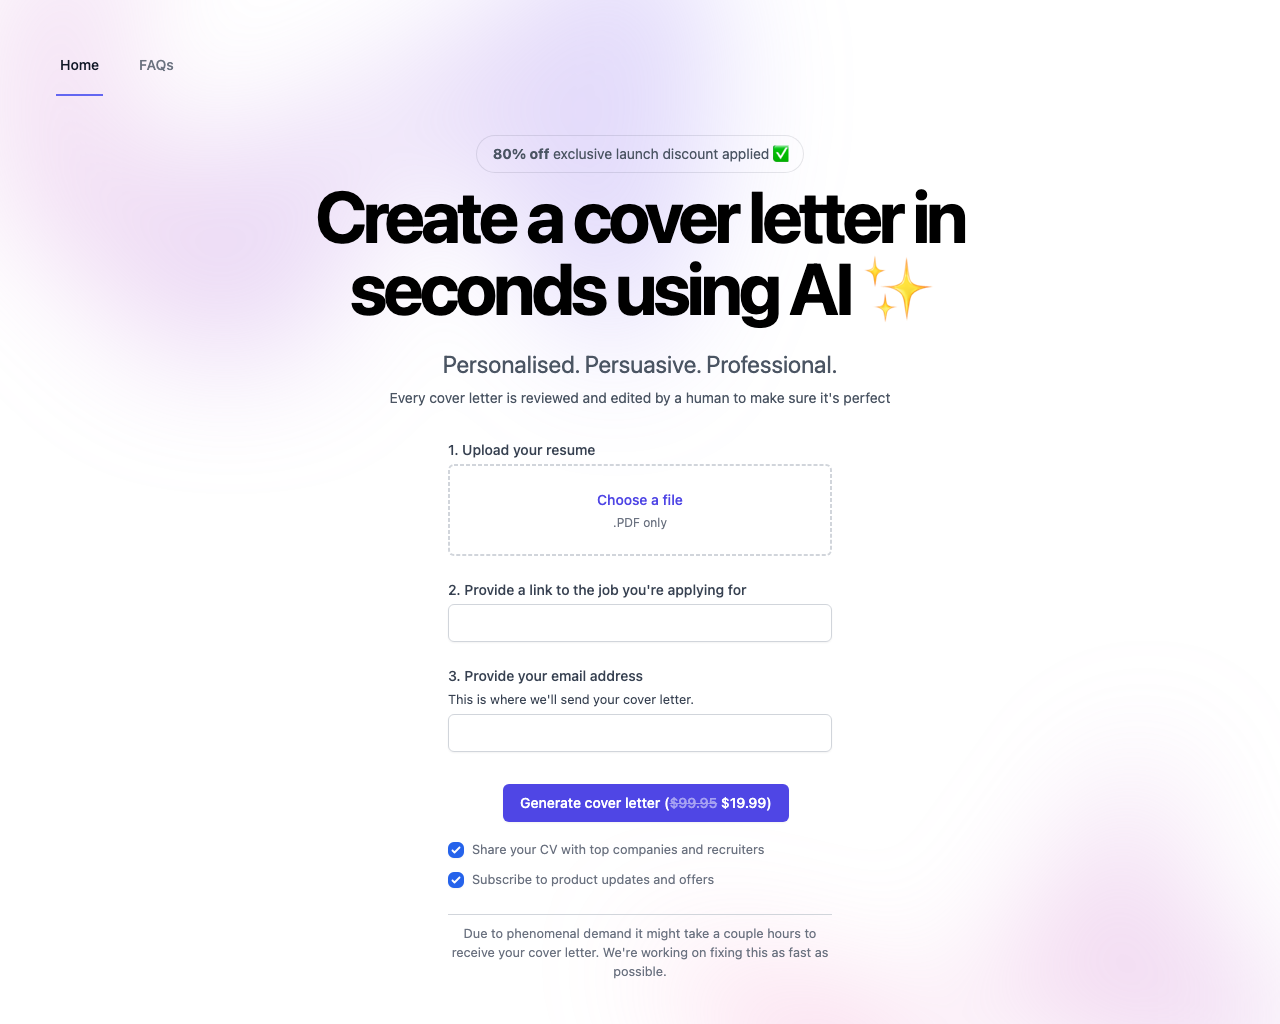 Home
FAQs
80% off exclusive launch discount applied ✅
Create a cover letter in
seconds using AI ✨
Personalised. Persuasive. Professional.
Every cover letter is reviewed and edited by a human to make sure it's perfect
1. Upload your resume
Choose a file
.PDF only
2. Provide a link to the job you're applying for
3. Provide your email address
This is where we'll send your cover letter.
Generate cover letter ($99.95 $19.99)
Share your CV with top companies and recruiters
Subscribe to product updates and offers
Due to phenomenal demand it might take a couple hours to
receive your cover letter. We're working on fixing this as fast as
possible.